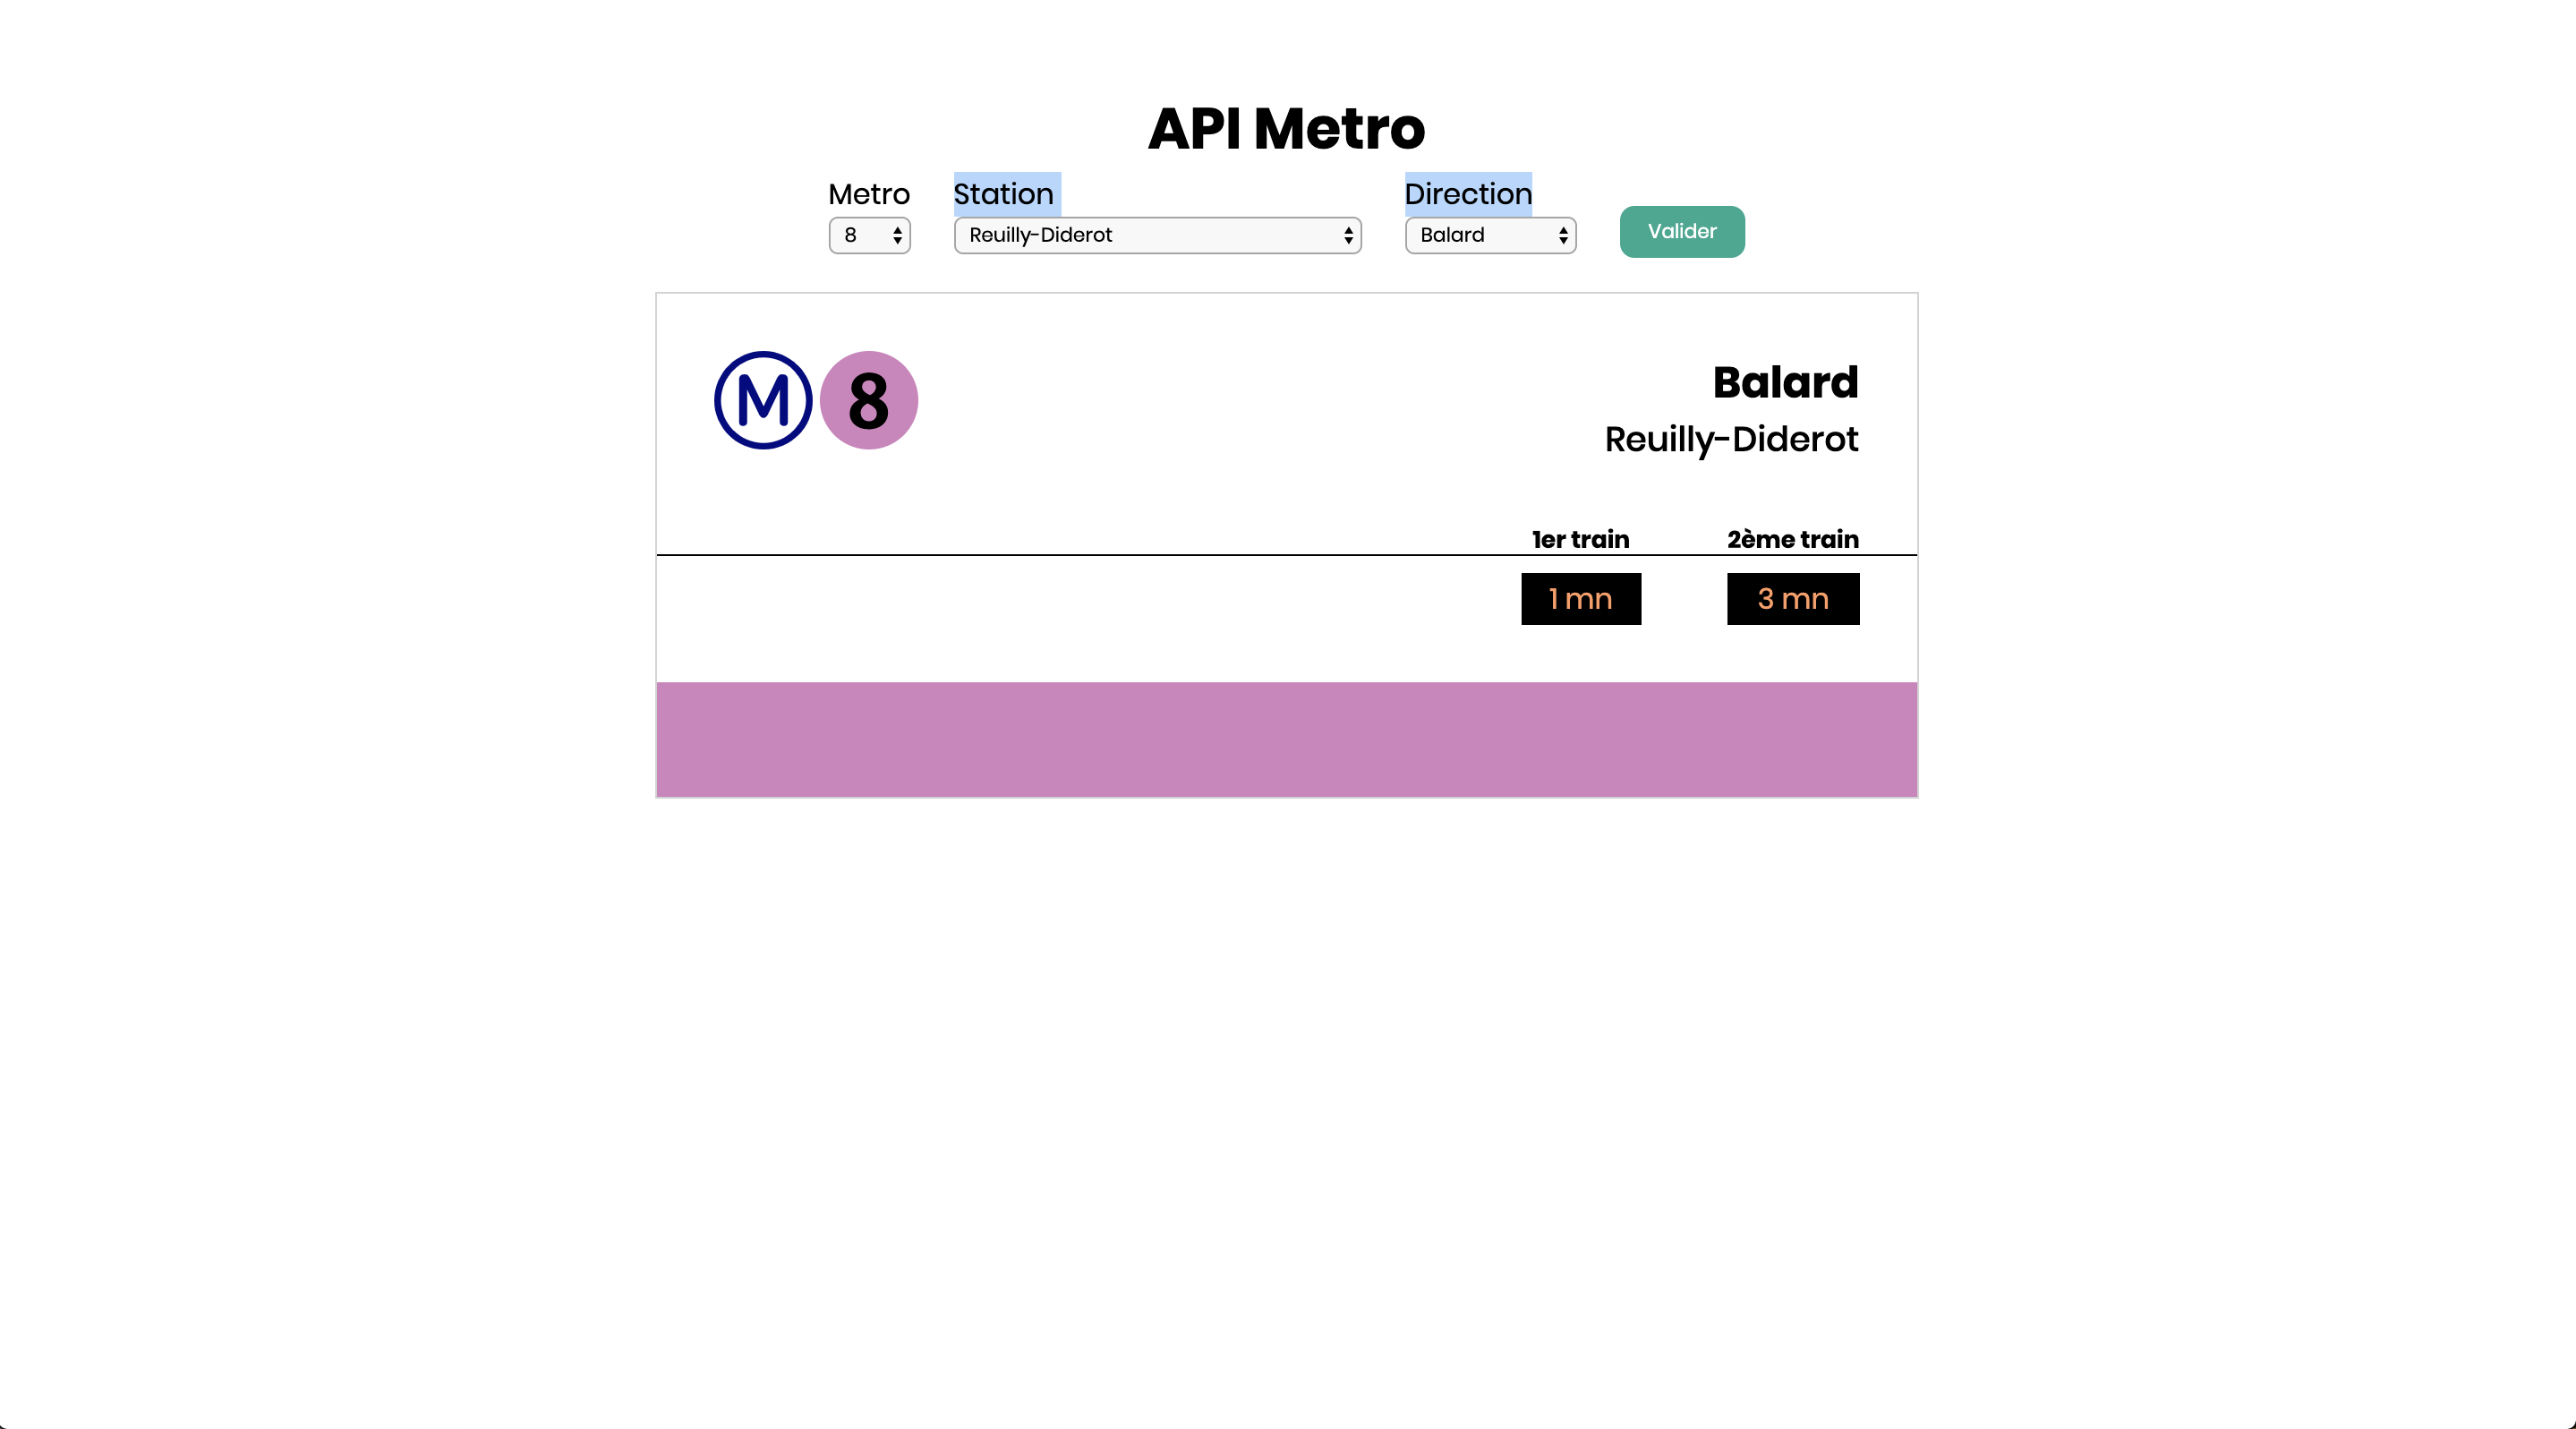 API Metro
Metro Station Direction
8 Reuilly-Diderot Balard Valider
M 8
Balard
Reuilly-Diderot
1er train 2ème train
1 mn 3 mn